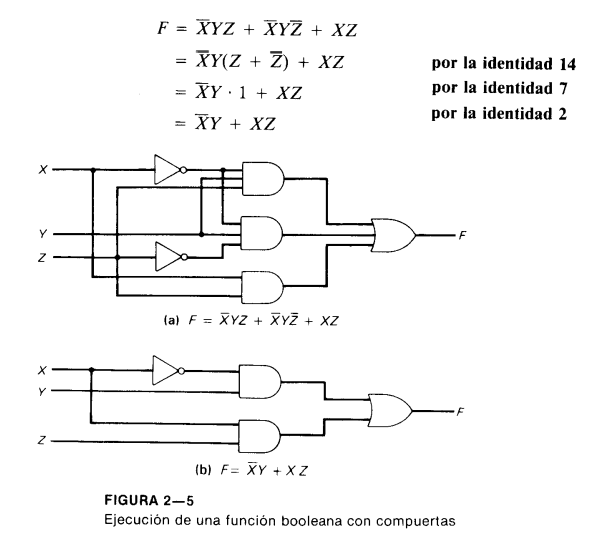 F = X̅YZ + X̅YZ̅ + XZ
= X̅Y(Z + Z̅) + XZ por la identidad 14
= X̅Y · 1 + XZ por la identidad 7
= X̅Y + XZ por la identidad 2
X
Y
Z
F
(a) F = X̅YZ + X̅YZ̅ + XZ
X
Y
Z
F
(b) F = X̅Y + XZ
FIGURA 2—5
Ejecución de una función booleana con compuertas